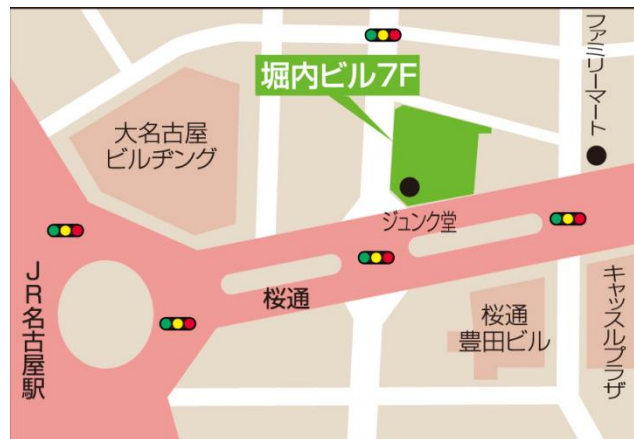 堀内ビル7F
ファミリーマート
大名古屋
ビルヂング
ジュンク堂
桜通
JR名古屋駅
桜通
豊田ビル
キャッスルプラザ